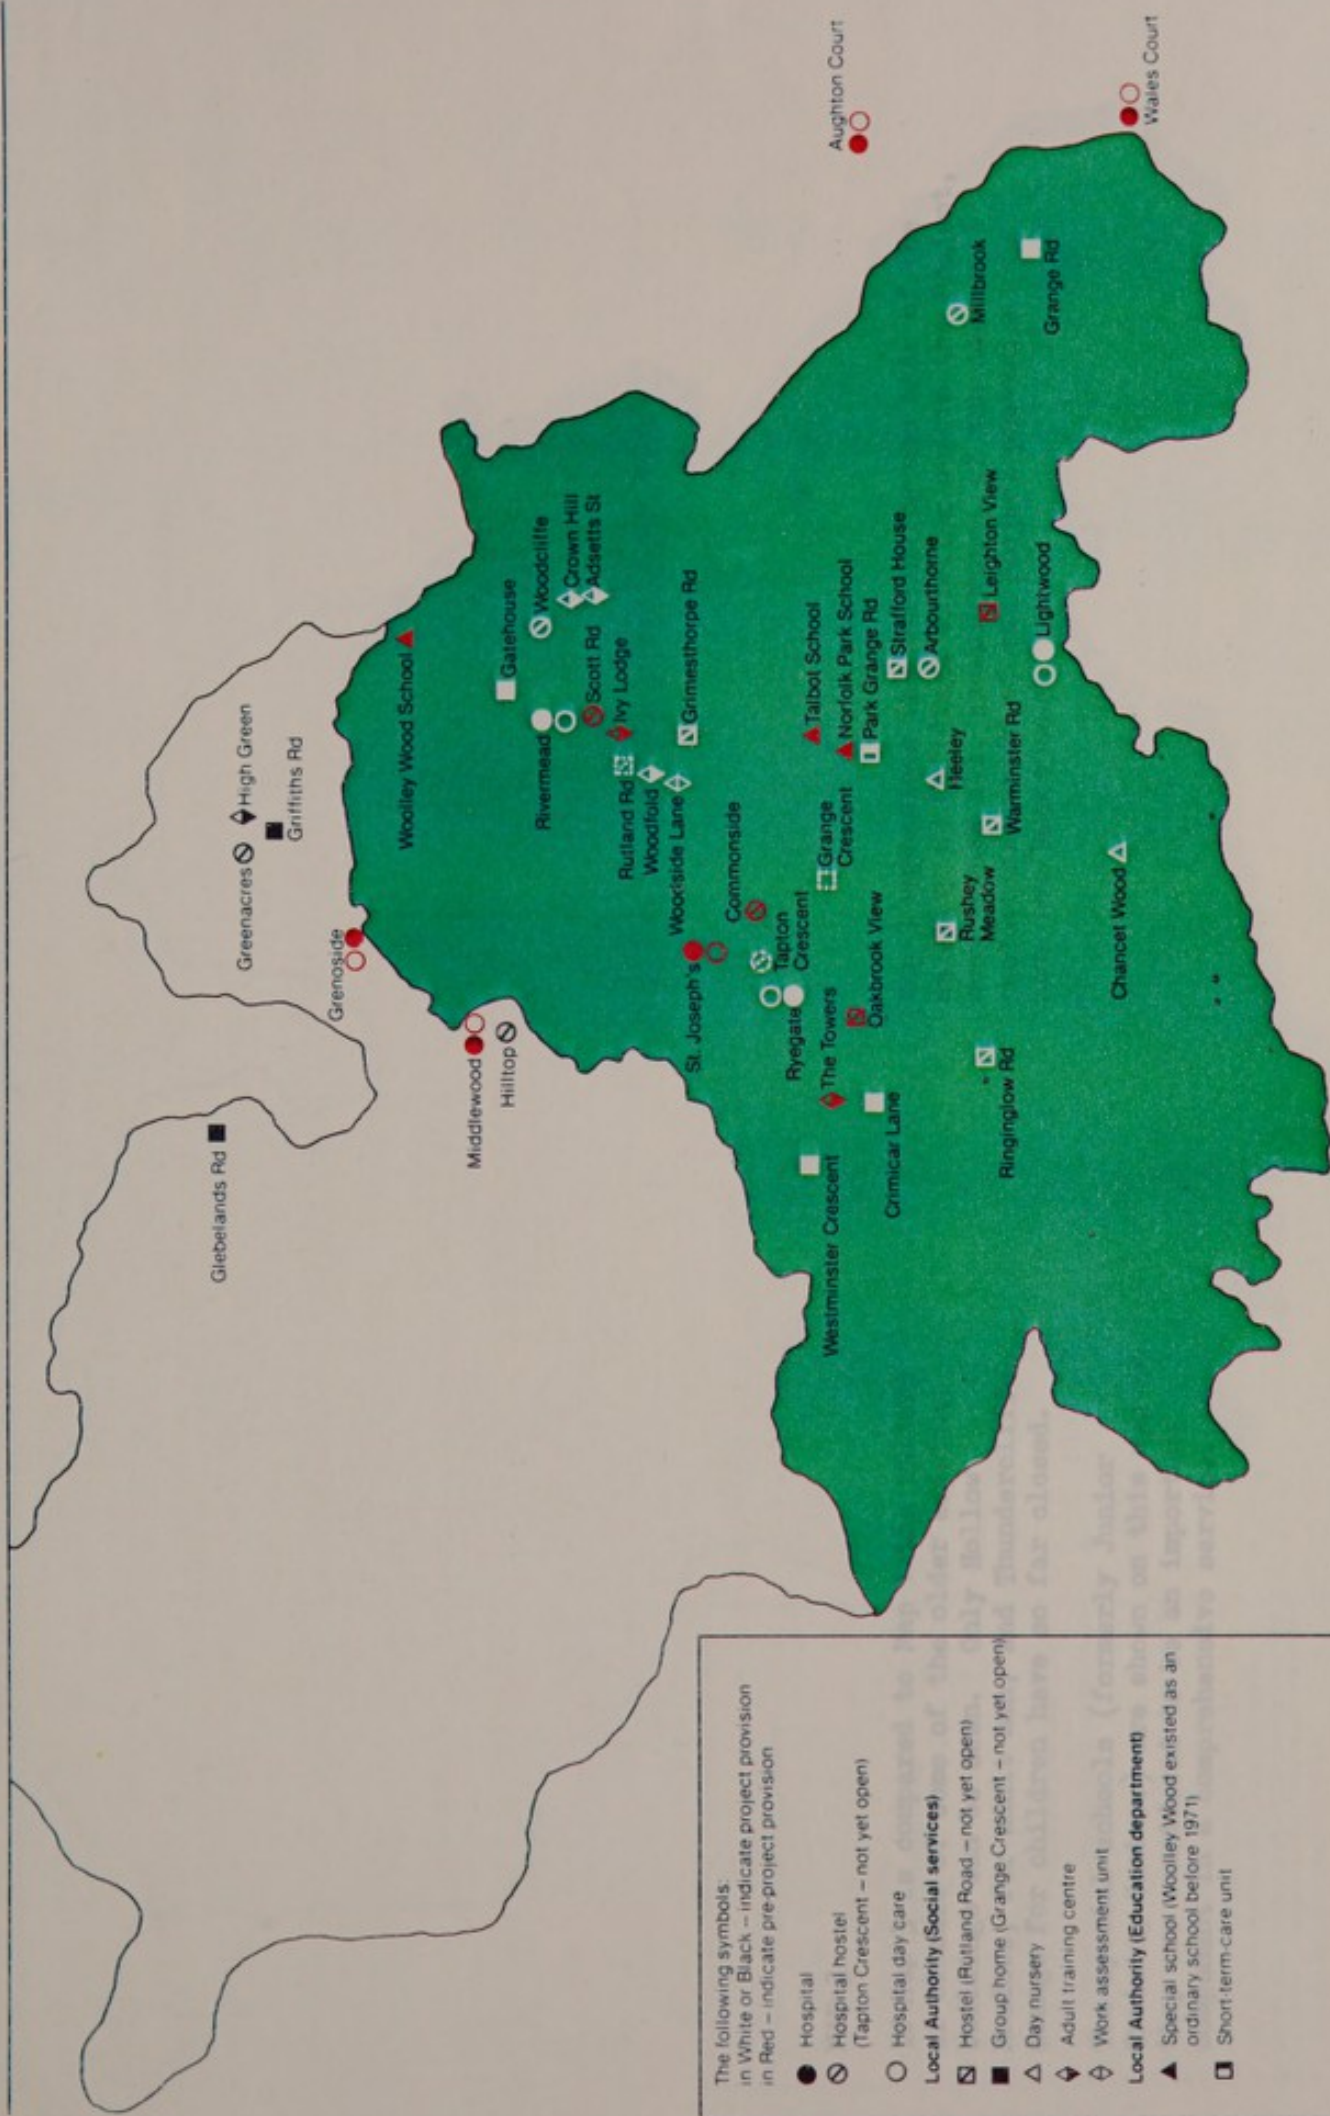 Aughton Court
Wales Court
Millbrook
Grange Rd
Woodcliffe
Crown Hill
Adsetts St
Gatehouse
Scott Rd
Ivy Lodge
Grimesthorpe Rd
Woolley Wood School
Rivermead
Rutland Rd
Woodfold
Woodside Lane
Talbot School
Norfolk Park School
Park Grange Rd
Strafford House
Arbourthorne
Leighton View
Lightwood
Heeley
Warminster Rd
High Green
Griffiths Rd
Greenacres
Grenoside
Middlewood
Hilltop
Glebelands Rd
Commonside
St. Joseph's
Tapton
Crescent
Ryegate
Grange
Crescent
The Towers
Oakbrook View
Rushey
Meadow
Chancet Wood
Crimicar Lane
Ringinglow Rd
Westminster Crescent
The following symbols:
in White or Black – indicate project provision
in Red – indicate pre-project provision
Hospital
Hospital hostel
(Tapton Crescent – not yet open)
Hospital day care
Local Authority (Social services)
Hostel (Rutland Road – not yet open)
Group home (Grange Crescent – not yet open)
Day nursery
Adult training centre
Work assessment unit
Local Authority (Education department)
Special school (Woolley Wood existed as an
ordinary school before 1971)
Short-term-care unit